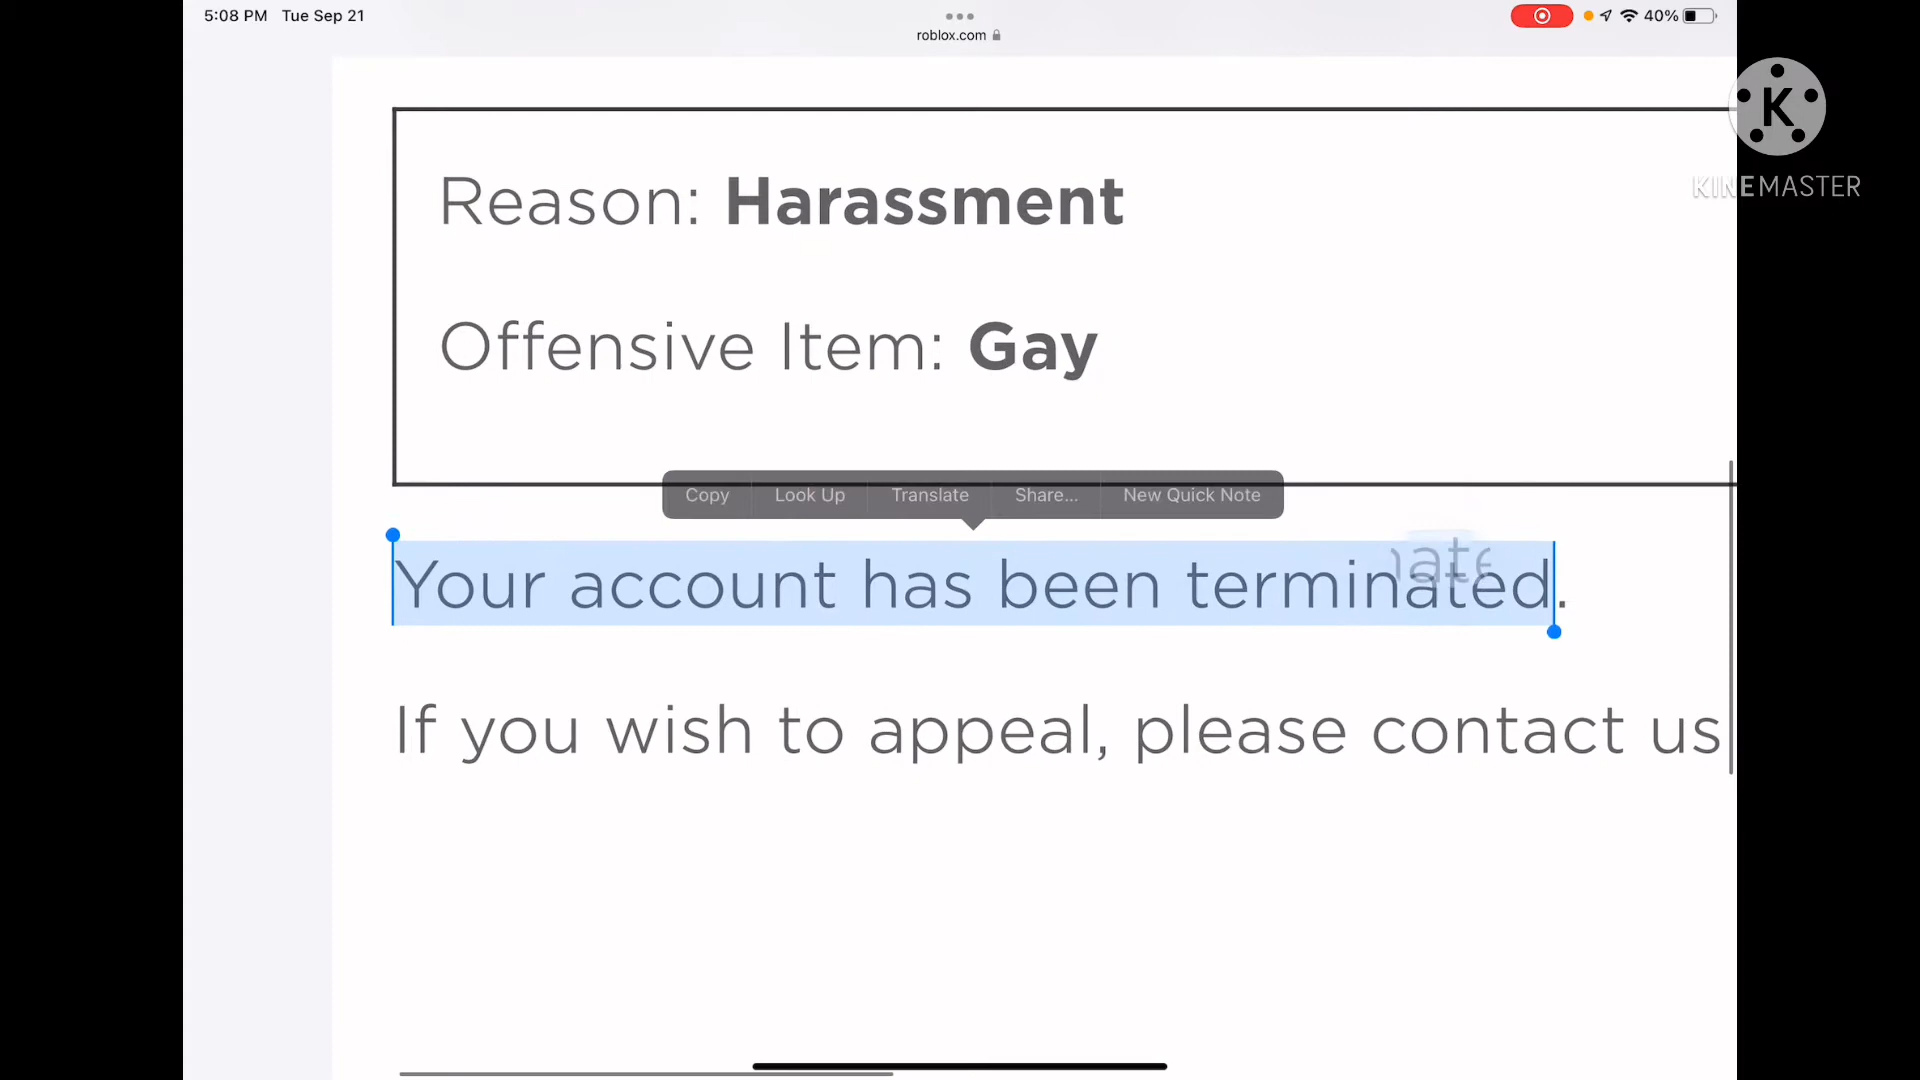 5:08 PM Tue Sep 21
40%
roblox.com
K
KINEMASTER
Reason: Harassment
Offensive Item: Gay
Copy Look Up Translate Share... New Quick Note
Your account has been terminated.
If you wish to appeal, please contact us